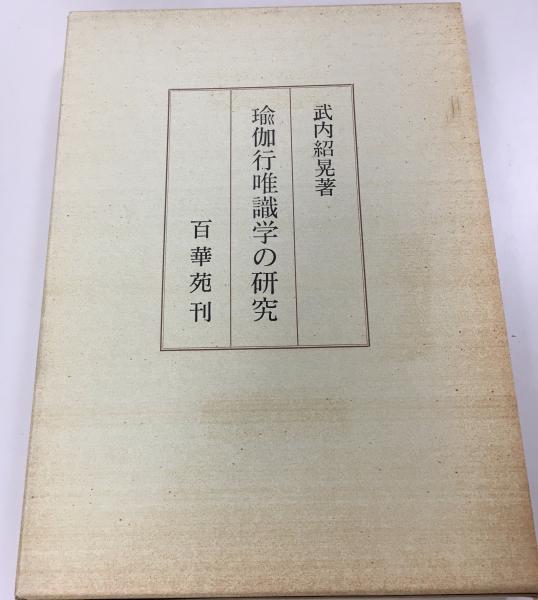 武内紹晃著
瑜伽行唯識学の研究
百華苑刊